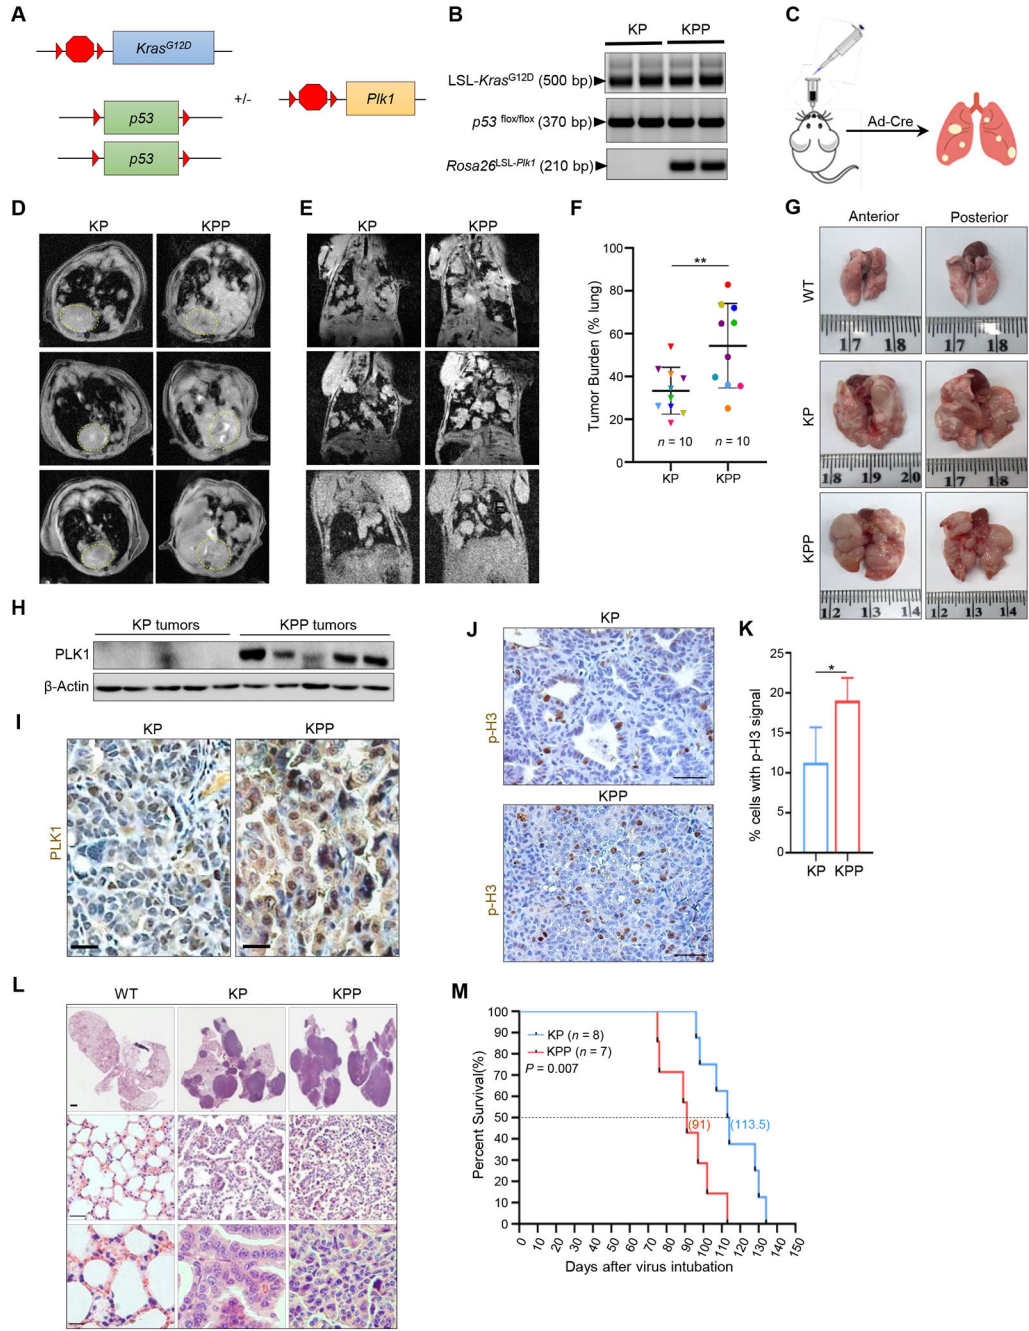 A
Kras^G12D
p53
p53
+/-
Plk1
B
KP KPP
LSL-Kras^G12D (500 bp)
p53 ^flox/flox (370 bp)
Rosa26^LSL-Plk1 (210 bp)
C
Ad-Cre
D
KP KPP
E
KP KPP
F
Tumor Burden (% lung)
100
80
60
40
20
0
**
n = 10 n = 10
KP KPP
G
Anterior Posterior
WT
17 18
17 18
KP
18 19 20
17 18
KPP
12 13 14
12 13 14
H
KP tumors KPP tumors
PLK1
β-Actin
I
KP KPP
PLK1
J
KP
p-H3
KPP
p-H3
K
% cells with p-H3 signal
25
20
15
10
5
0
*
KP KPP
L
WT KP KPP
M
Percent Survival(%)
100
90
80
70
60
50
40
30
20
10
0
KP (n = 8)
KPP (n = 7)
P = 0.007
(91) (113.5)
0 10 20 30 40 50 60 70 80 90 100 110 120 130 140 150
Days after virus intubation